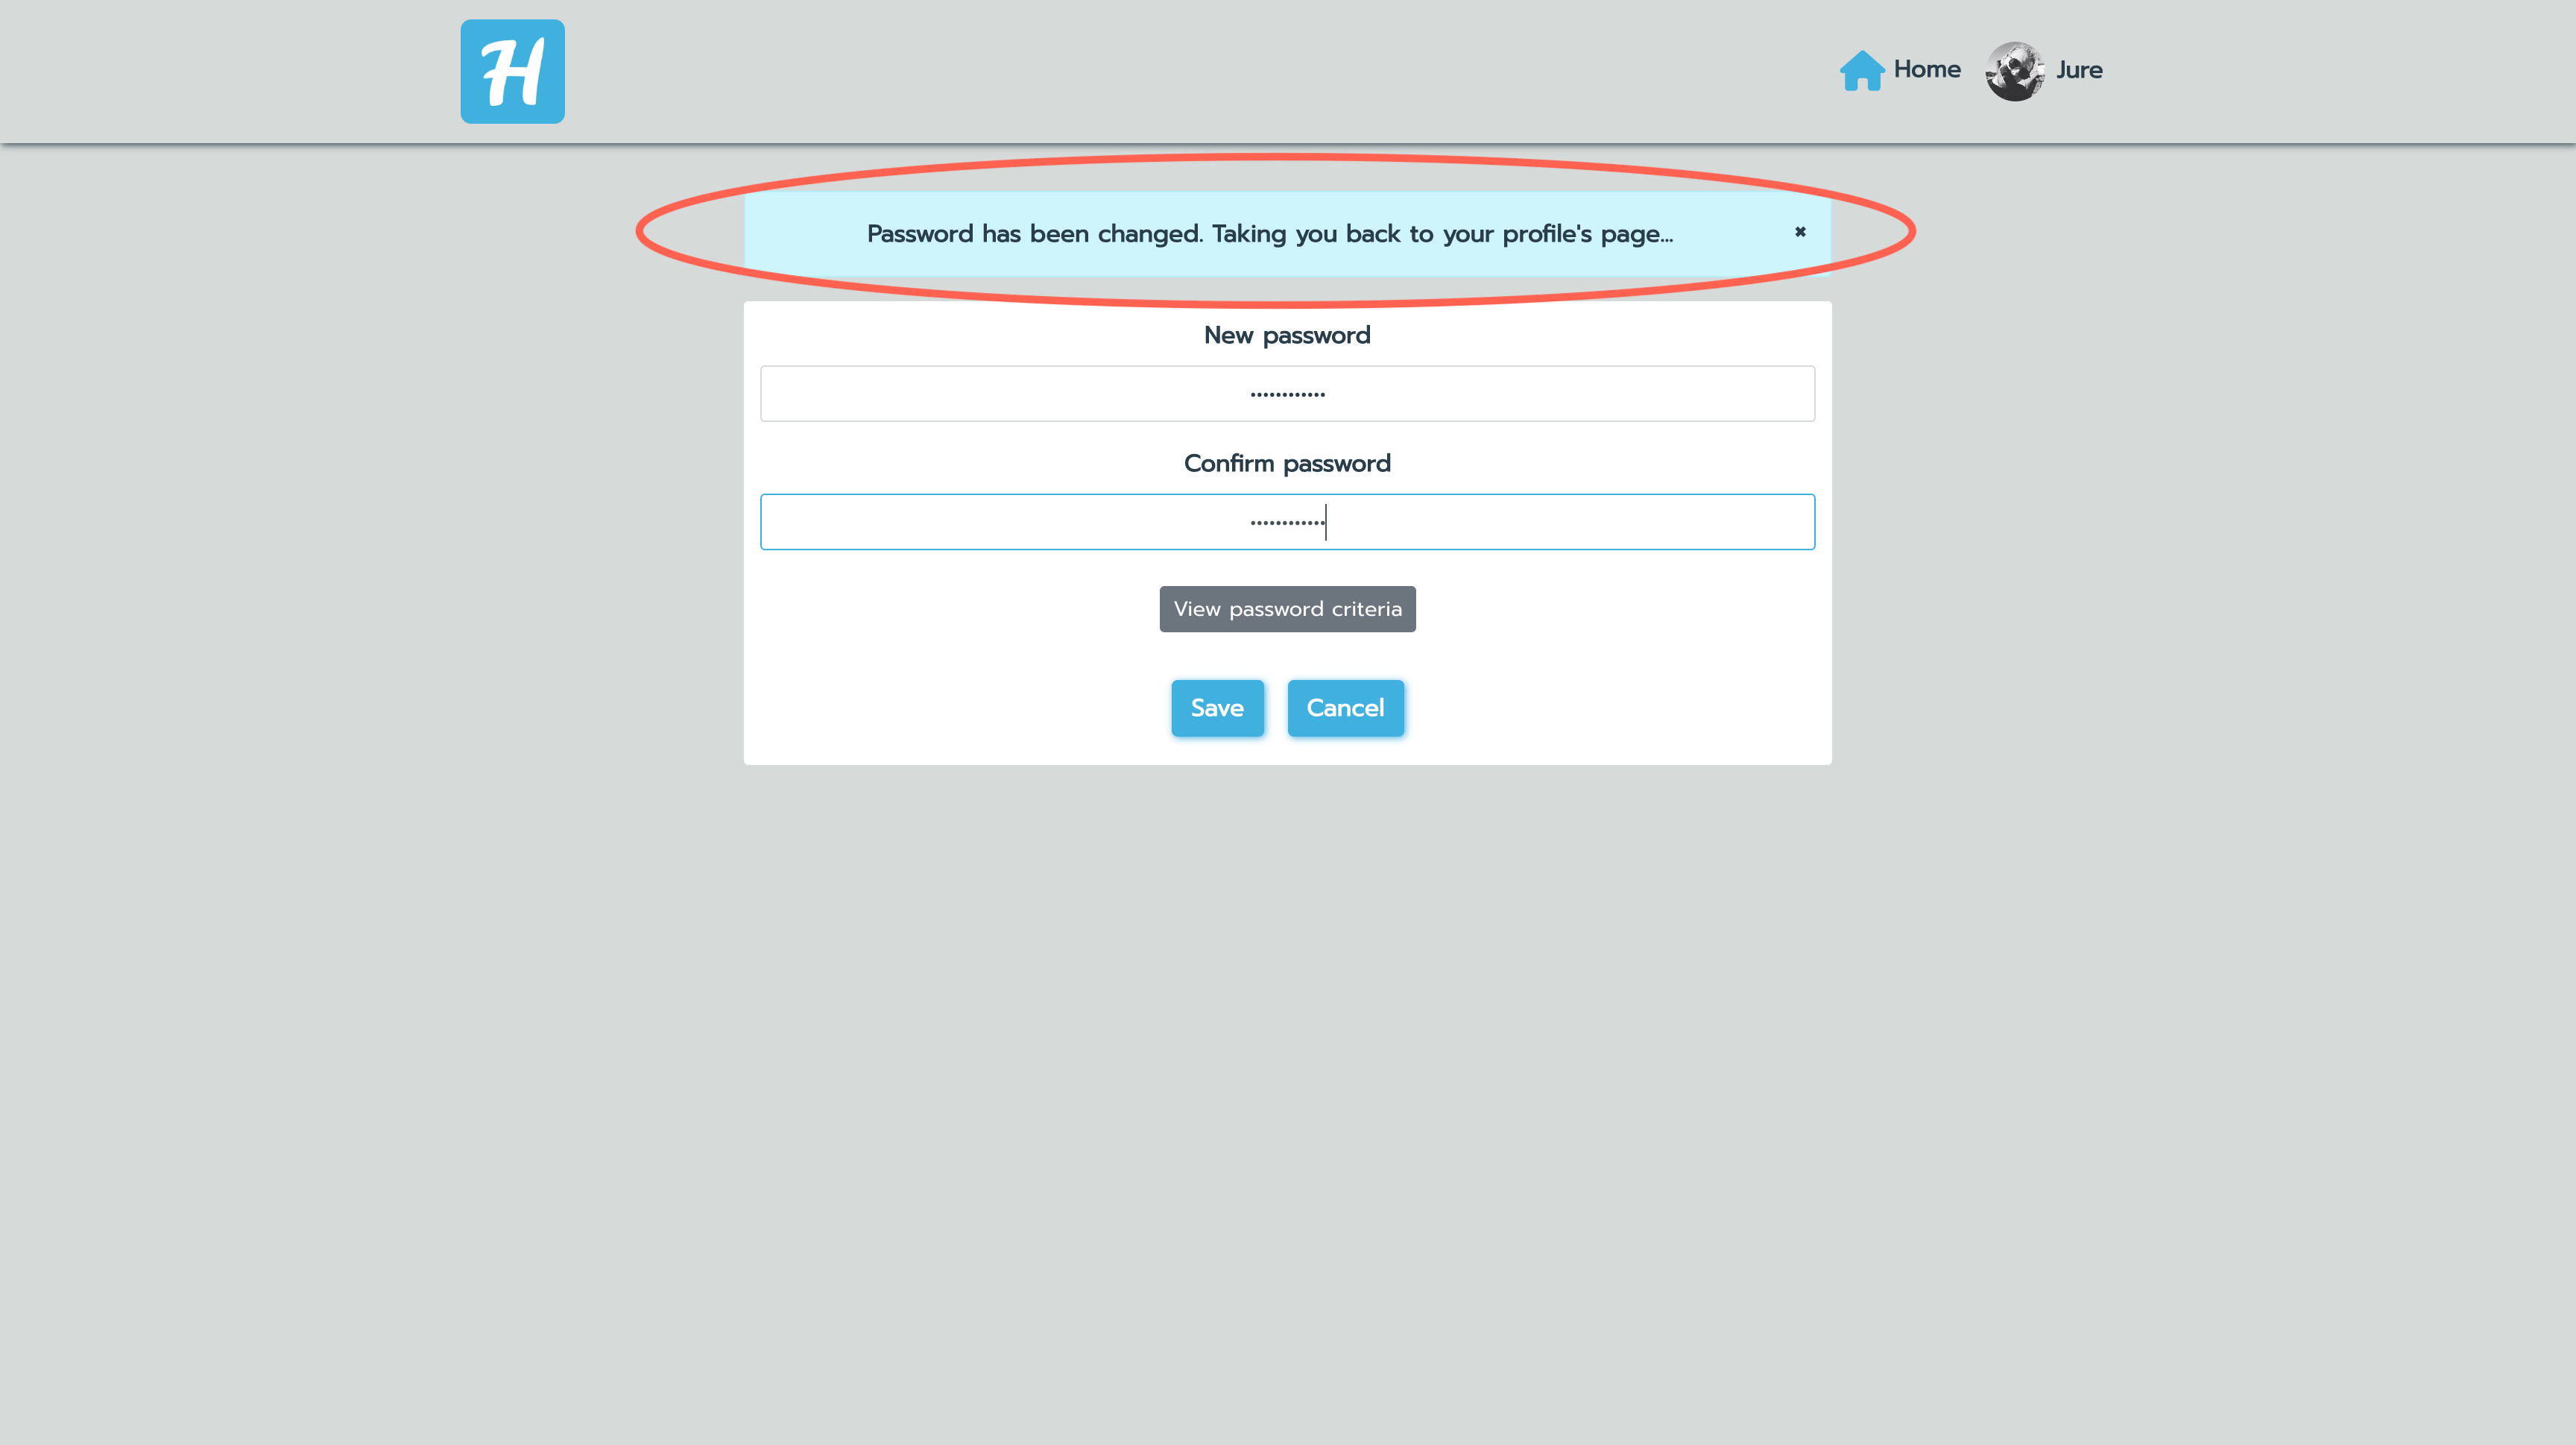 H
Home
Jure
Password has been changed. Taking you back to your profile's page...
New password
••••••••••••
Confirm password
••••••••••••
View password criteria
Save
Cancel